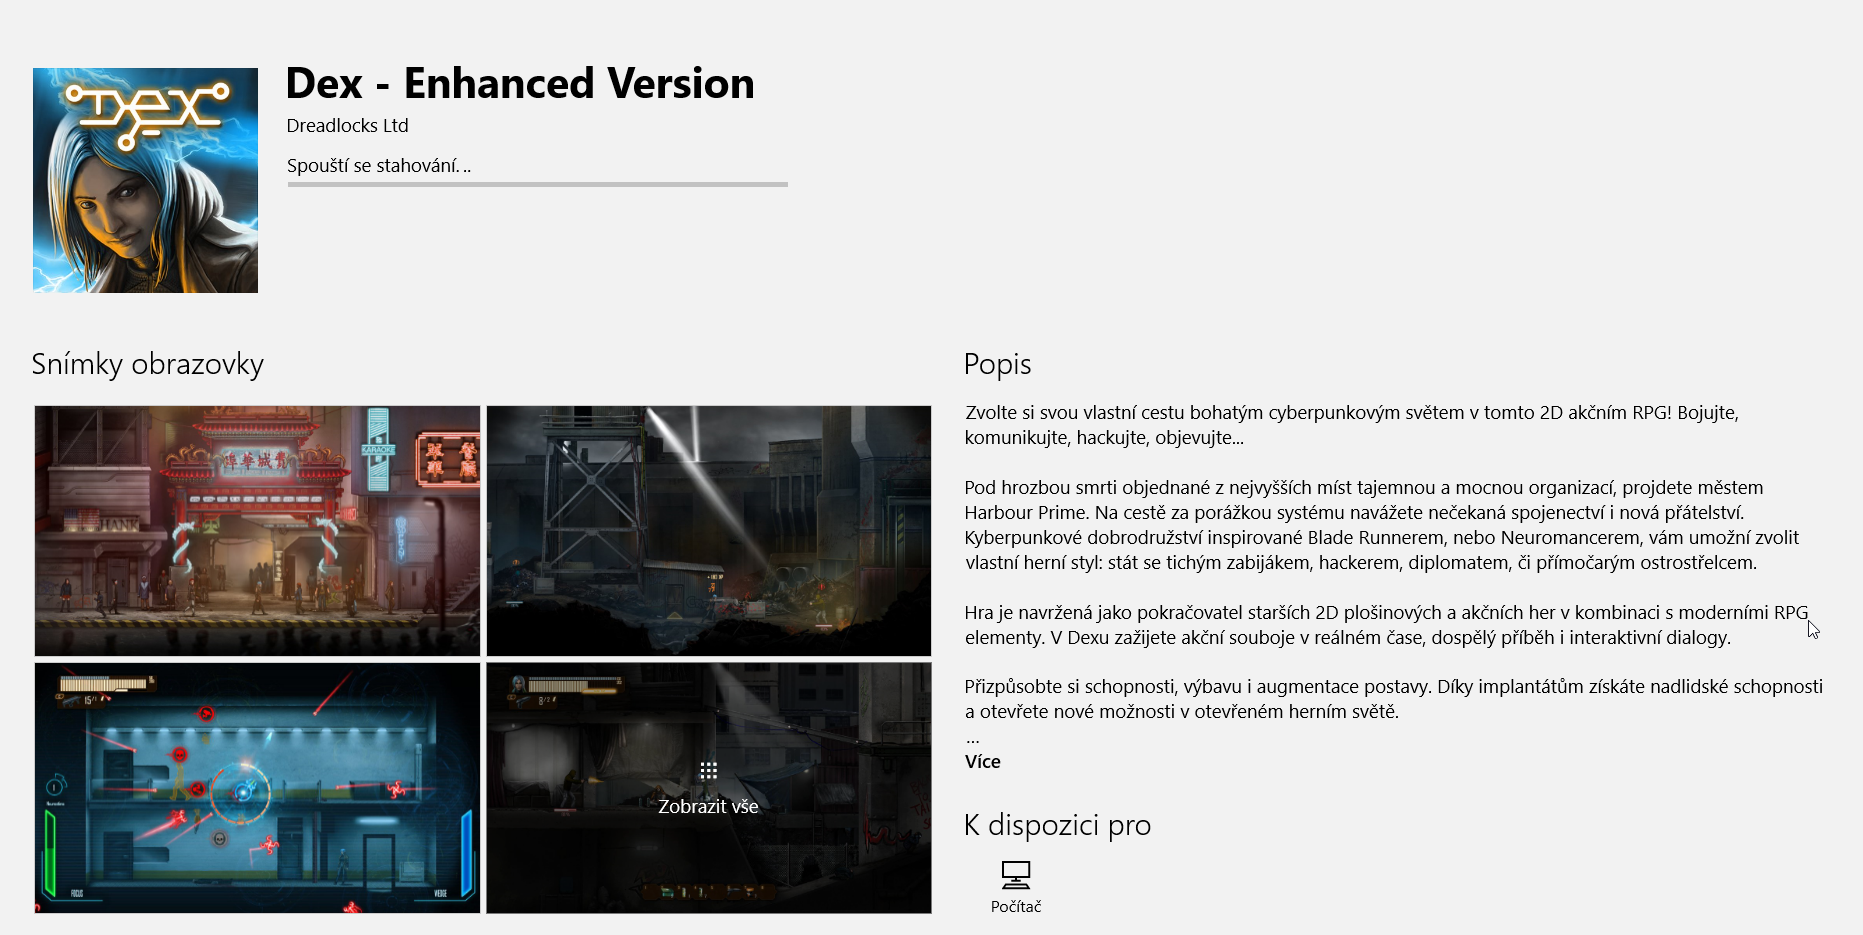 DEX
Dex - Enhanced Version
Dreadlocks Ltd
Spouští se stahování. ..
Snímky obrazovky
KARAOKE
HANK
FOCUS
Zobrazit vše
Popis
Zvolte si svou vlastní cestu bohatým cyberpunkovým světem v tomto 2D akčním RPG! Bojujte,
komunikujte, hackujte, objevujte...
Pod hrozbou smrti objednané z nejvyšších míst tajemnou a mocnou organizací, projdete městem
Harbour Prime. Na cestě za porážkou systému navážete nečekaná spojenectví i nová přátelství.
Kyberpunkové dobrodružství inspirované Blade Runnerem, nebo Neuromancerem, vám umožní zvolit
vlastní herní styl: stát se tichým zabijákem, hackerem, diplomatem, či přímočarým ostrostřelcem.
Hra je navržená jako pokračovatel starších 2D plošinových a akčních her v kombinaci s moderními RPG
elementy. V Dexu zažijete akční souboje v reálném čase, dospělý příběh i interaktivní dialogy.
Přizpůsobte si schopnosti, výbavu i augmentace postavy. Díky implantátům získáte nadlidské schopnosti
a otevřete nové možnosti v otevřeném herním světě.
...
Více
K dispozici pro
Počítač